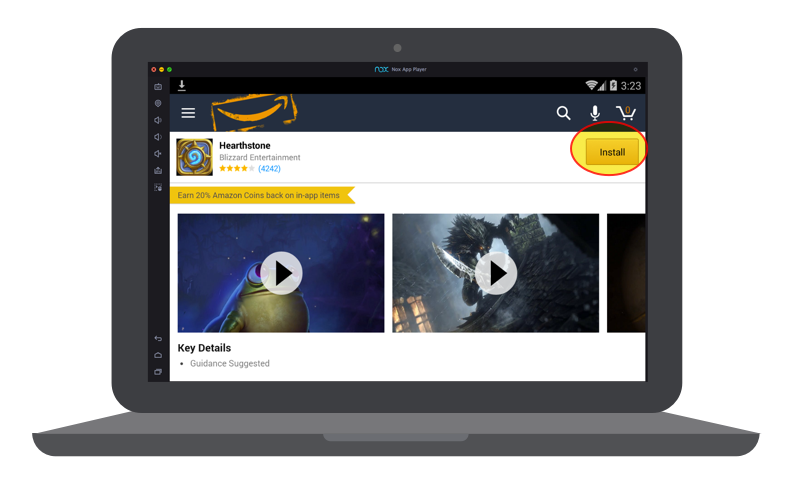 nox Nox App Player
3:23
0
Hearthstone
Blizzard Entertainment
(4242)
Install
Earn 20% Amazon Coins back on in-app items
Key Details
• Guidance Suggested